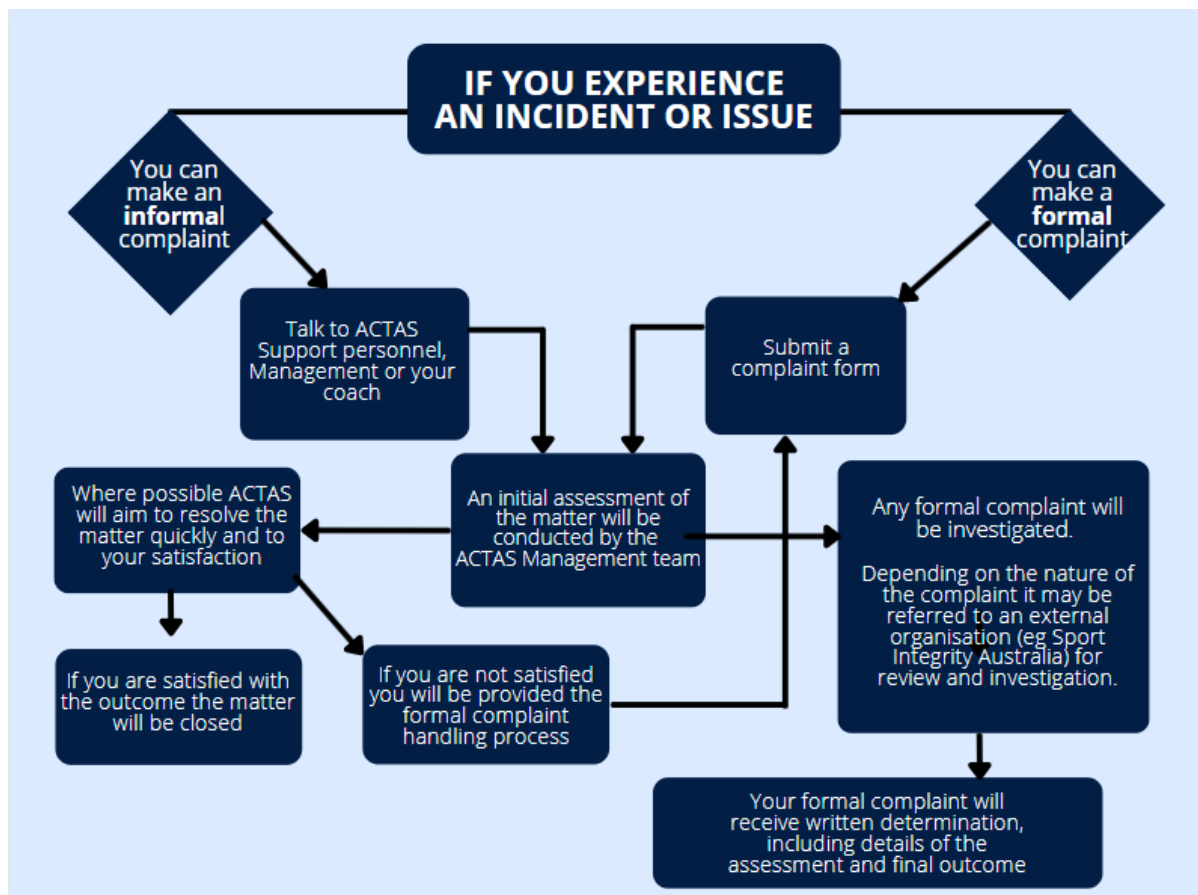 IF YOU EXPERIENCE
AN INCIDENT OR ISSUE
You can
make an
informal
complaint
You can
make a
formal
complaint
Talk to ACTAS
Support personnel,
Management or your
coach
Submit a
complaint form
Where possible ACTAS
will aim to resolve the
matter quickly and to
your satisfaction
An initial assessment of
the matter will be
conducted by the
ACTAS Management team
Any formal complaint will
be investigated.
Depending on the nature of
the complaint it may be
referred to an external
organisation (eg Sport
Integrity Australia) for
review and investigation.
If you are satisfied with
the outcome the matter
will be closed
If you are not satisfied
you will be provided the
formal complaint
handling process
Your formal complaint will
receive written determination,
including details of the
assessment and final outcome